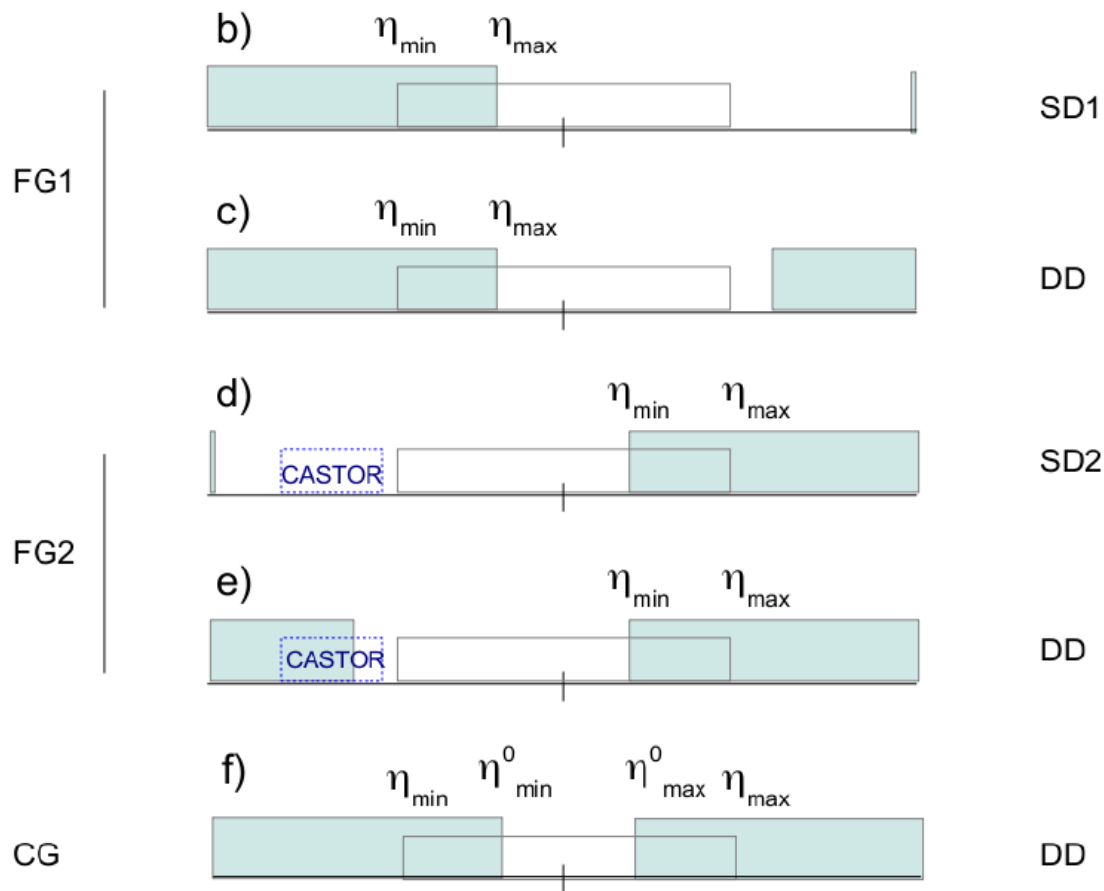 b) η_min η_max
SD1
FG1
c) η_min η_max
DD
d) η_min η_max
CASTOR
SD2
FG2
e) η_min η_max
CASTOR
DD
f) η_min η^0_min η^0_max η_max
CG
DD